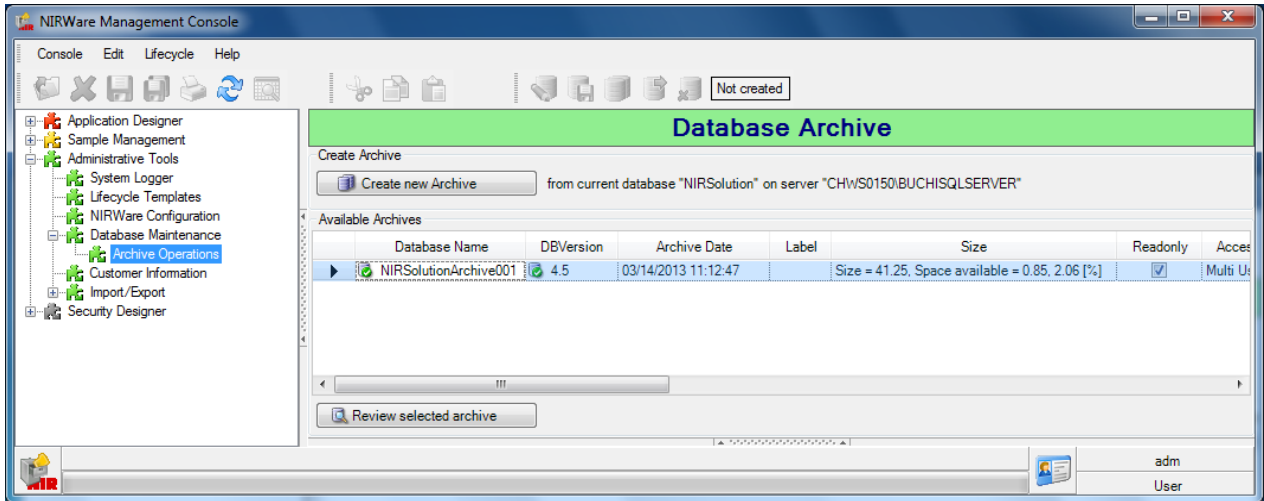 NIRWare Management Console
Console Edit Lifecycle Help
Not created
Application Designer
Sample Management
Administrative Tools
System Logger
Lifecycle Templates
NIRWare Configuration
Database Maintenance
Archive Operations
Customer Information
Import/Export
Security Designer
Database Archive
Create Archive
Create new Archive from current database "NIRSolution" on server "CHWS0150\BUCHISQLSERVER"
Available Archives
Database Name DBVersion Archive Date Label Size Readonly Acces
NIRSolutionArchive001 4.5 03/14/2013 11:12:47 Size = 41.25, Space available = 0.85, 2.06 [%] Multi Us
Review selected archive
NIR
adm
User